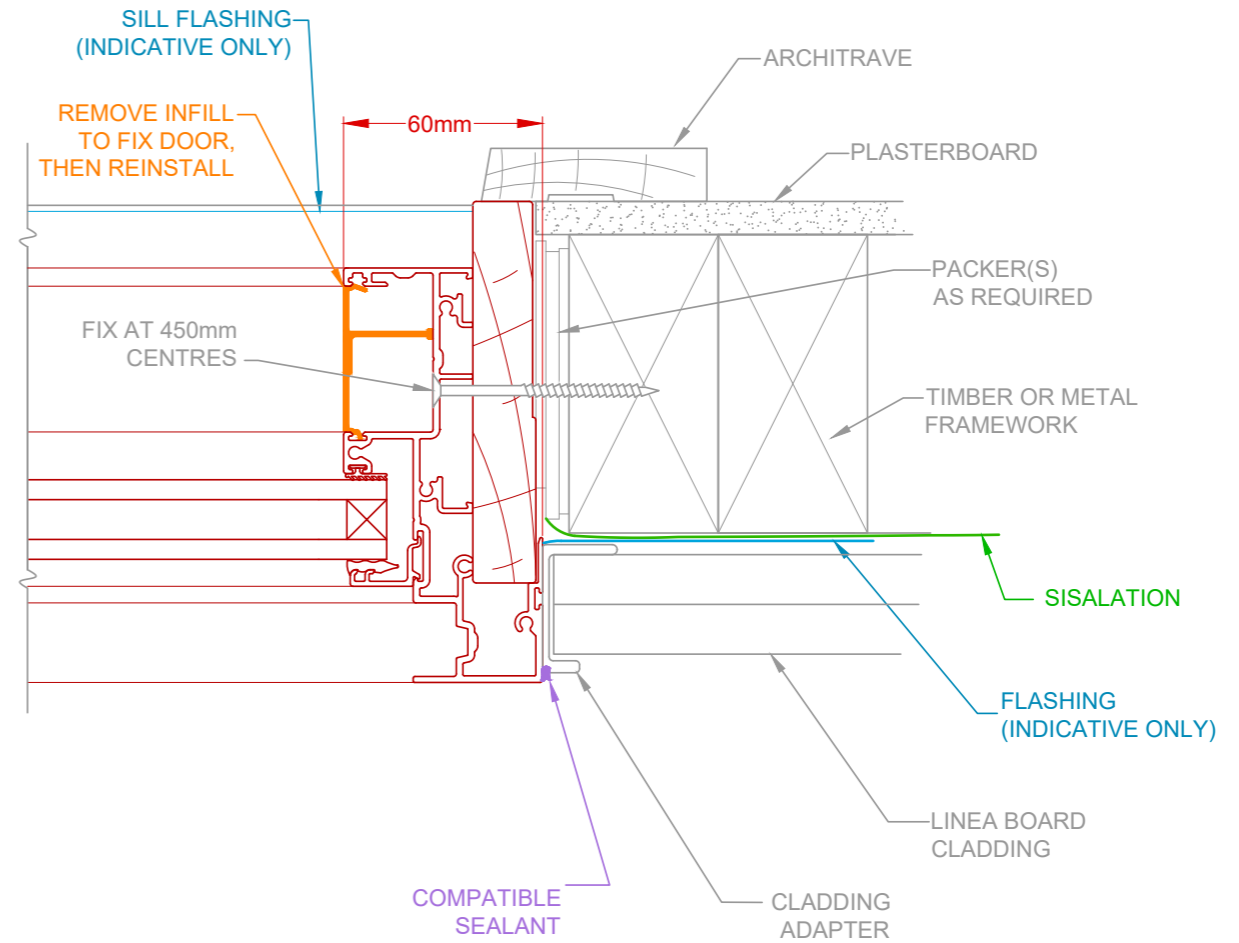 SILL FLASHING
(INDICATIVE ONLY)
REMOVE INFILL
TO FIX DOOR,
THEN REINSTALL
60mm
ARCHITRAVE
PLASTERBOARD
PACKER(S)
AS REQUIRED
FIX AT 450mm
CENTRES
TIMBER OR METAL
FRAMEWORK
SISALATION
FLASHING
(INDICATIVE ONLY)
LINEA BOARD
CLADDING
COMPATIBLE
SEALANT
CLADDING
ADAPTER